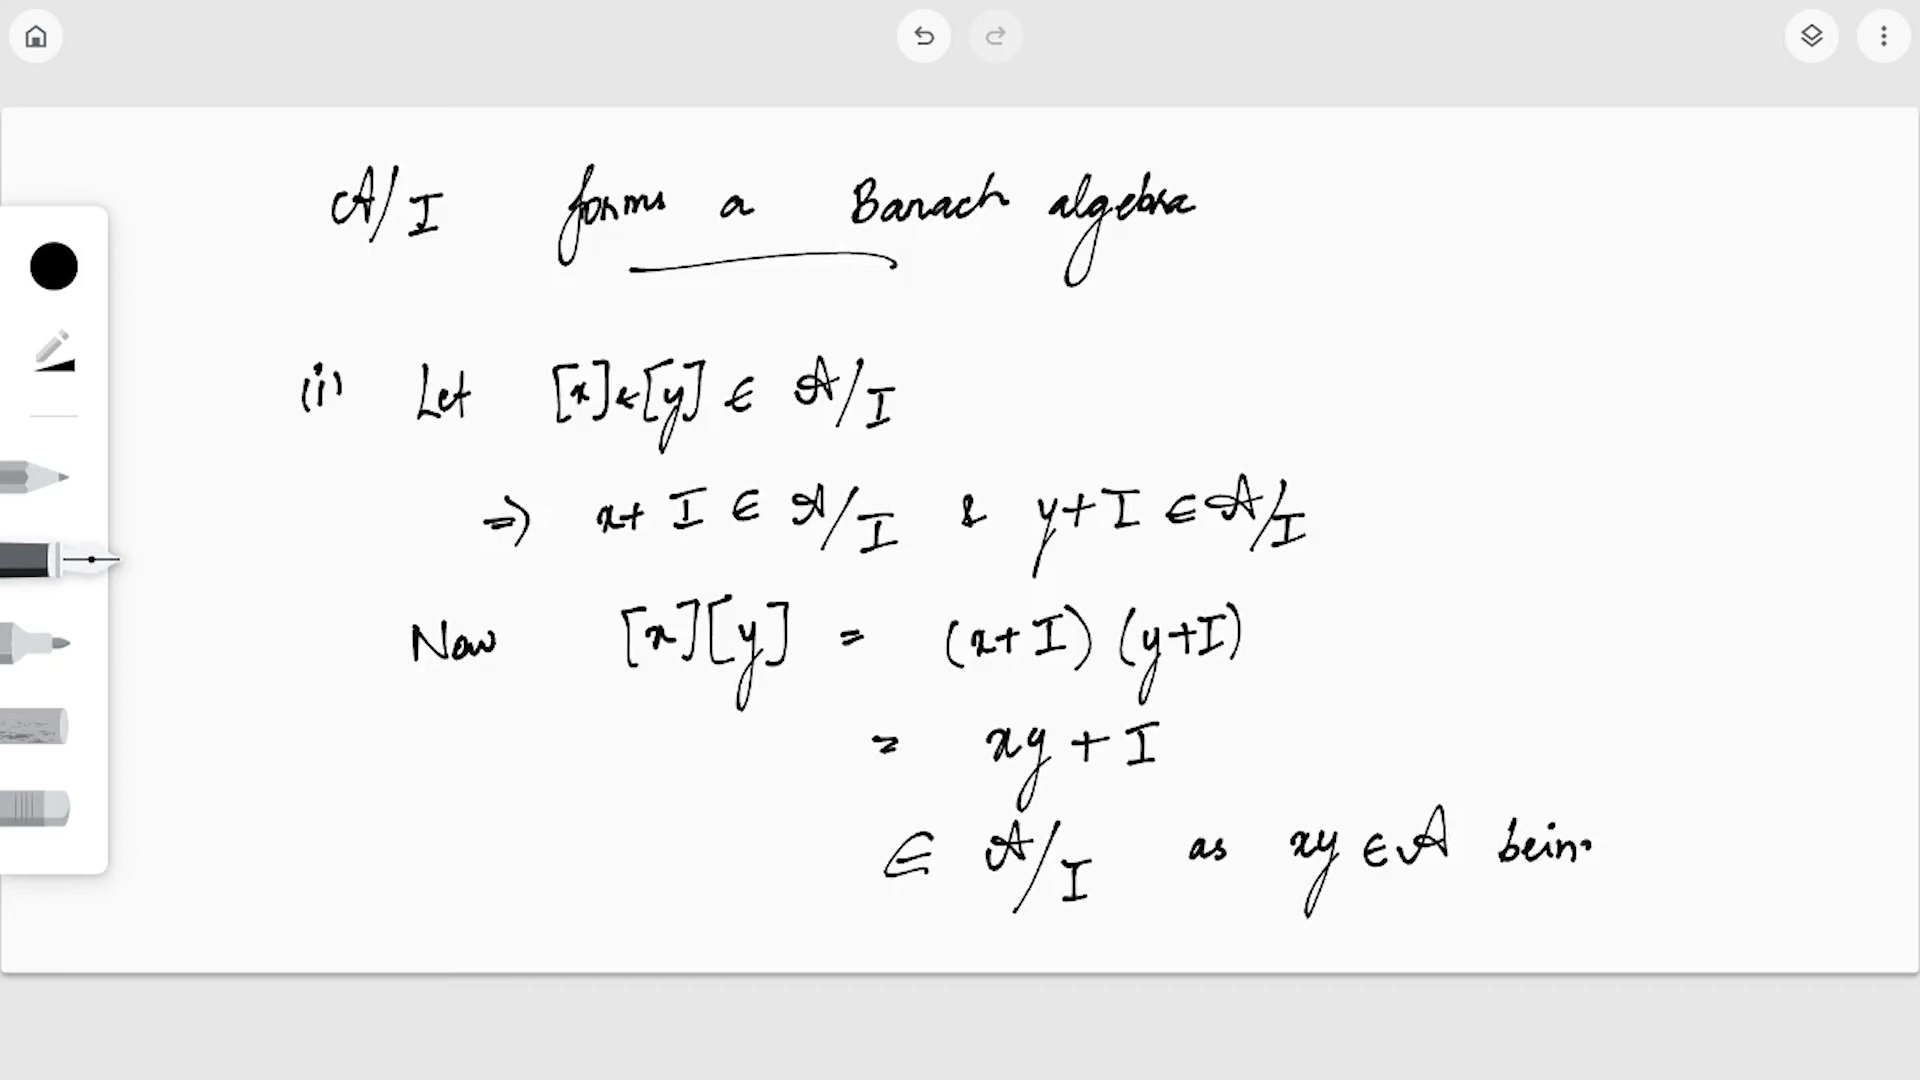 𝒜/I forms a Banach algebra
(i) Let [x] & [y] ∈ 𝒜/I
⇒ x + I ∈ 𝒜/I & y + I ∈ 𝒜/I
Now [x][y] = (x + I) (y + I)
= xy + I
∈ 𝒜/I as xy ∈ 𝒜 bein